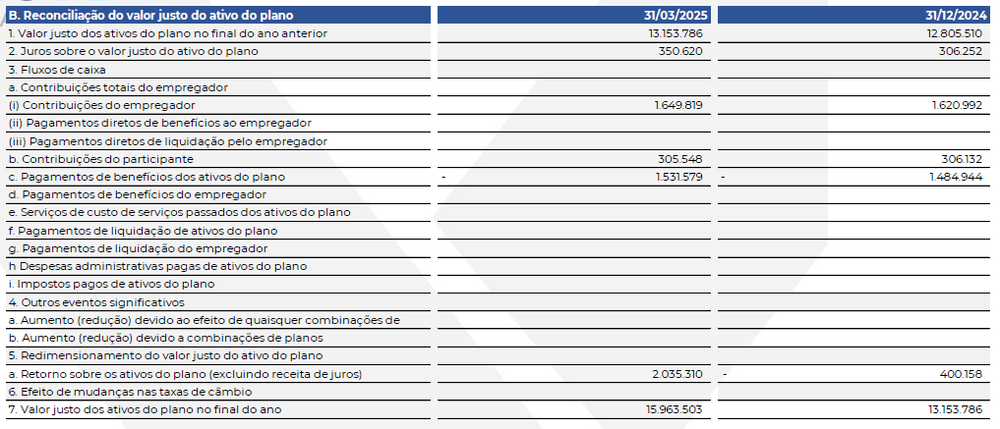 B. Reconciliação do valor justo do ativo do plano 31/03/2025 31/12/2024
1. Valor justo dos ativos do plano no final do ano anterior 13.153.786 12.805.510
2. Juros sobre o valor justo do ativo do plano 350.620 306.252
3. Fluxos de caixa
a. Contribuições totais do empregador
(i) Contribuições do empregador 1.649.819 1.620.992
(ii) Pagamentos diretos de benefícios ao empregador
(iii) Pagamentos diretos de liquidação pelo empregador
b. Contribuições do participante 305.548 306.132
c. Pagamentos de benefícios dos ativos do plano - 1.531.579 - 1.484.944
d. Pagamentos de benefícios do empregador
e. Serviços de custo de serviços passados dos ativos do plano
f. Pagamentos de liquidação de ativos do plano
g. Pagamentos de liquidação do empregador
h Despesas administrativas pagas de ativos do plano
i. Impostos pagos de ativos do plano
4. Outros eventos significativos
a. Aumento (redução) devido ao efeito de quaisquer combinações de
b. Aumento (redução) devido a combinações de planos
5. Redimensionamento do valor justo do ativo do plano
a. Retorno sobre os ativos do plano (excluindo receita de juros) 2.035.310 - 400.158
6. Efeito de mudanças nas taxas de câmbio
7. Valor justo dos ativos do plano no final do ano 15.963.503 13.153.786